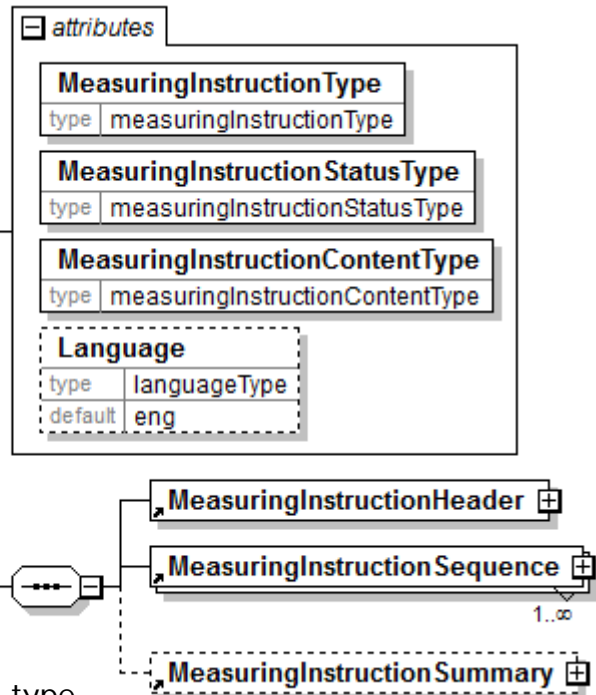 attributes
MeasuringInstructionType
type measuringInstructionType
MeasuringInstructionStatusType
type measuringInstructionStatusType
MeasuringInstructionContentType
type measuringInstructionContentType
Language
type languageType
default eng
MeasuringInstructionHeader
MeasuringInstructionSequence
1..∞
MeasuringInstructionSummary
type